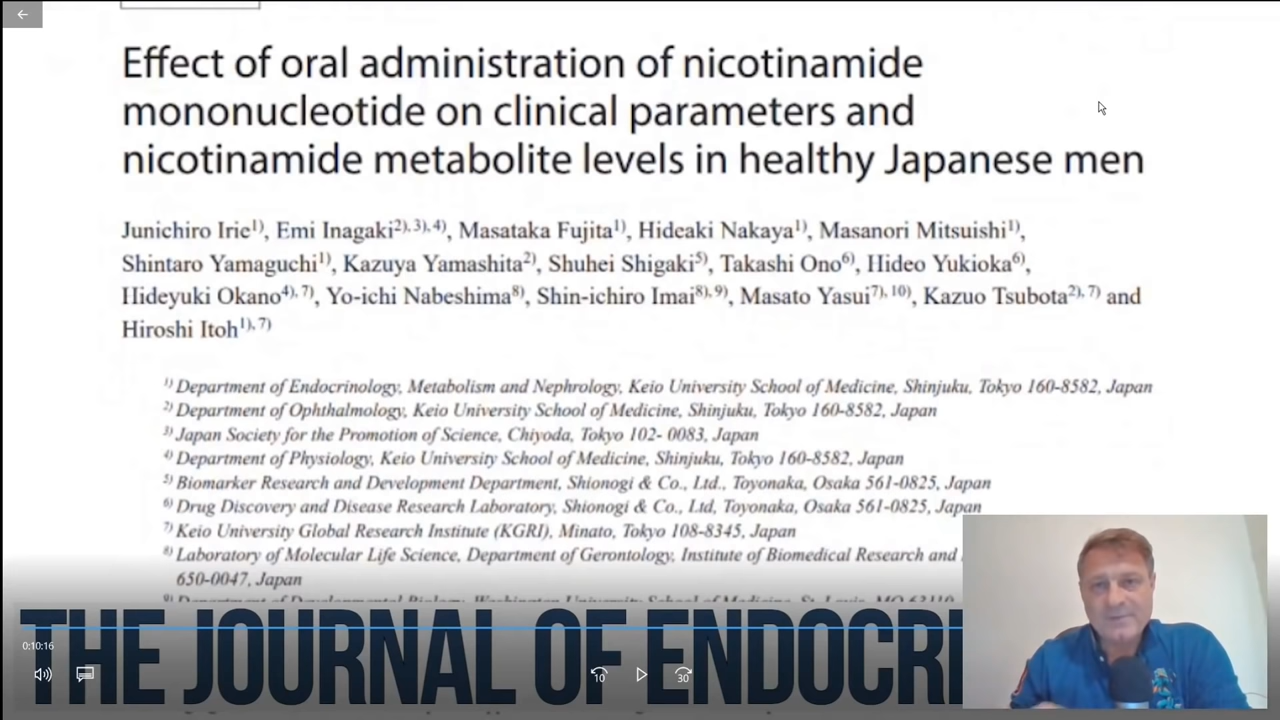 Effect of oral administration of nicotinamide
mononucleotide on clinical parameters and
nicotinamide metabolite levels in healthy Japanese men
Junichiro Irie1), Emi Inagaki2), 3), 4), Masataka Fujita1), Hideaki Nakaya1), Masanori Mitsuishi1),
Shintaro Yamaguchi1), Kazuya Yamashita2), Shuhei Shigaki5), Takashi Ono6), Hideo Yukioka6),
Hideyuki Okano4), 7), Yo-ichi Nabeshima8), Shin-ichiro Imai8), 9), Masato Yasui7), 10), Kazuo Tsubota2), 7) and
Hiroshi Itoh1), 7)
1) Department of Endocrinology, Metabolism and Nephrology, Keio University School of Medicine, Shinjuku, Tokyo 160-8582, Japan
2) Department of Ophthalmology, Keio University School of Medicine, Shinjuku, Tokyo 160-8582, Japan
3) Japan Society for the Promotion of Science, Chiyoda, Tokyo 102- 0083, Japan
4) Department of Physiology, Keio University School of Medicine, Shinjuku, Tokyo 160-8582, Japan
5) Biomarker Research and Development Department, Shionogi & Co., Ltd., Toyonaka, Osaka 561-0825, Japan
6) Drug Discovery and Disease Research Laboratory, Shionogi & Co., Ltd, Toyonaka, Osaka 561-0825, Japan
7) Keio University Global Research Institute (KGRI), Minato, Tokyo 108-8345, Japan
8) Laboratory of Molecular Life Science, Department of Gerontology, Institute of Biomedical Research and
650-0047, Japan
THE JOURNAL OF ENDOCRI
0:10:16
10
30